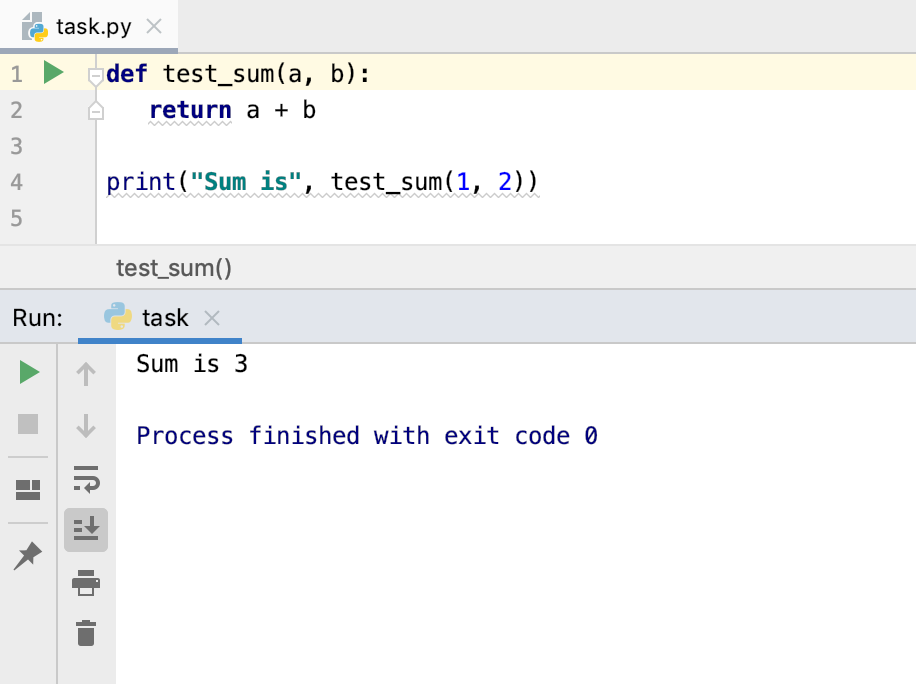 task.py
1 def test_sum(a, b):
2 return a + b
3
4 print("Sum is", test_sum(1, 2))
5
test_sum()
Run: task
Sum is 3
Process finished with exit code 0